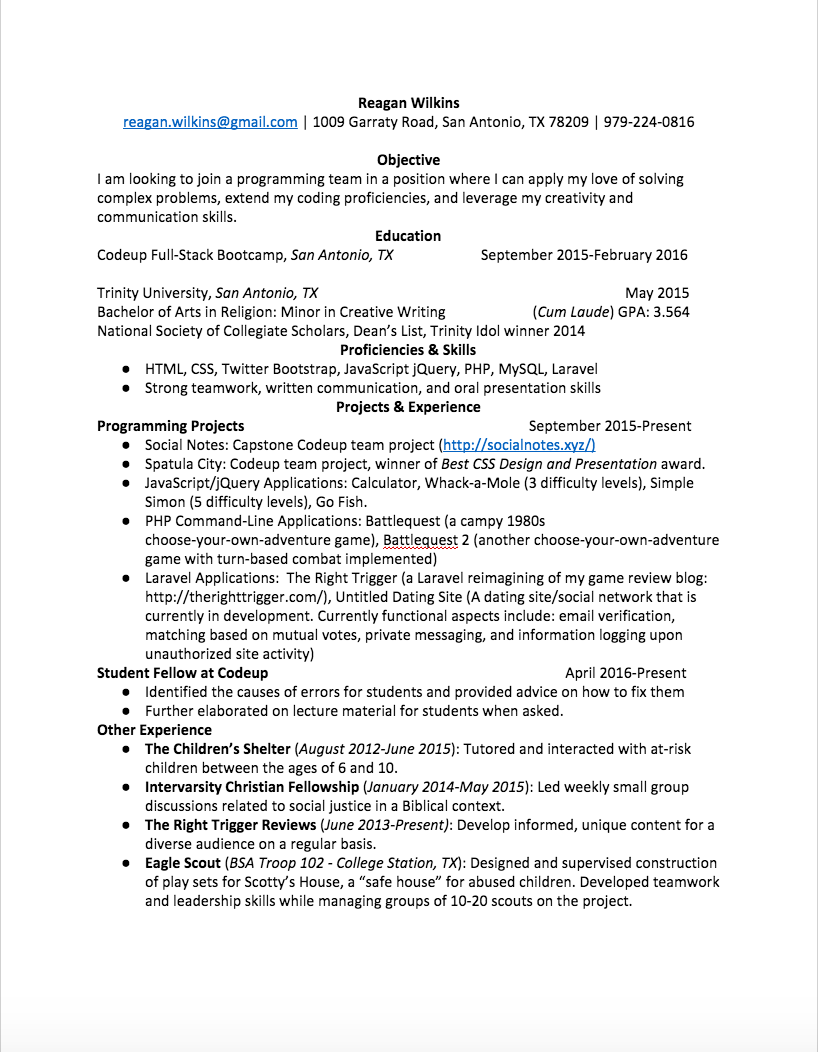 Reagan Wilkins
reagan.wilkins@gmail.com | 1009 Garraty Road, San Antonio, TX 78209 | 979-224-0816
Objective
I am looking to join a programming team in a position where I can apply my love of solving
complex problems, extend my coding proficiencies, and leverage my creativity and
communication skills.
Education
Codeup Full-Stack Bootcamp, San Antonio, TX September 2015-February 2016
Trinity University, San Antonio, TX May 2015
Bachelor of Arts in Religion: Minor in Creative Writing (Cum Laude) GPA: 3.564
National Society of Collegiate Scholars, Dean’s List, Trinity Idol winner 2014
Proficiencies & Skills
● HTML, CSS, Twitter Bootstrap, JavaScript jQuery, PHP, MySQL, Laravel
● Strong teamwork, written communication, and oral presentation skills
Projects & Experience
Programming Projects September 2015-Present
● Social Notes: Capstone Codeup team project (http://socialnotes.xyz/)
● Spatula City: Codeup team project, winner of Best CSS Design and Presentation award.
● JavaScript/jQuery Applications: Calculator, Whack-a-Mole (3 difficulty levels), Simple
Simon (5 difficulty levels), Go Fish.
● PHP Command-Line Applications: Battlequest (a campy 1980s
choose-your-own-adventure game), Battlequest 2 (another choose-your-own-adventure
game with turn-based combat implemented)
● Laravel Applications:  The Right Trigger (a Laravel reimagining of my game review blog:
http://therighttrigger.com/), Untitled Dating Site (A dating site/social network that is
currently in development. Currently functional aspects include: email verification,
matching based on mutual votes, private messaging, and information logging upon
unauthorized site activity)
Student Fellow at Codeup April 2016-Present
● Identified the causes of errors for students and provided advice on how to fix them
● Further elaborated on lecture material for students when asked.
Other Experience
● The Children’s Shelter (August 2012-June 2015): Tutored and interacted with at-risk
children between the ages of 6 and 10.
● Intervarsity Christian Fellowship (January 2014-May 2015): Led weekly small group
discussions related to social justice in a Biblical context.
● The Right Trigger Reviews (June 2013-Present): Develop informed, unique content for a
diverse audience on a regular basis.
● Eagle Scout (BSA Troop 102 - College Station, TX): Designed and supervised construction
of play sets for Scotty’s House, a “safe house” for abused children. Developed teamwork
and leadership skills while managing groups of 10-20 scouts on the project.